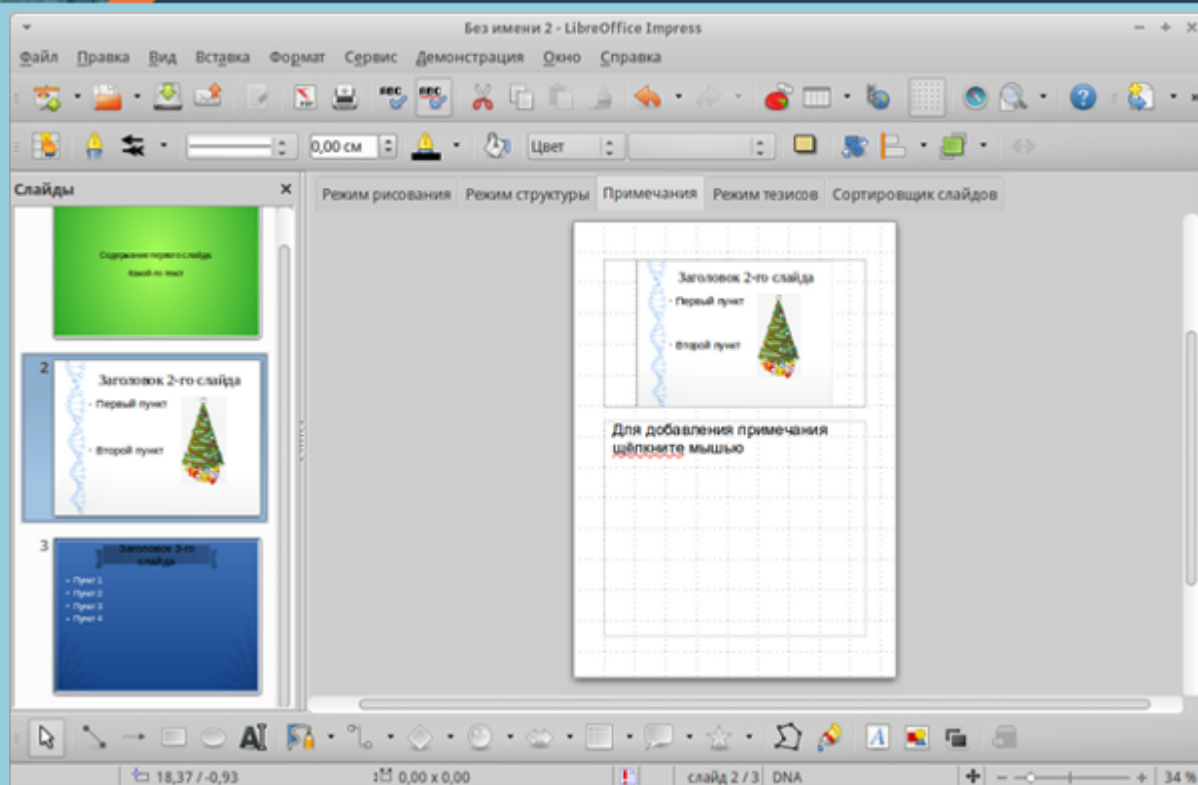 Без имени 2 - LibreOffice Impress
Файл Правка Вид Вставка Формат Сервис Демонстрация Окно Справка
ABC ABC
0,00 см Цвет
Слайды
Режим рисования Режим структуры Примечания Режим тезисов Сортировщик слайдов
Содержание первого слайда
Какой-то текст
2
Заголовок 2-го слайда
Первый пункт
Второй пункт
3
Заголовок 3-го
слайда
Пункт 1
Пункт 2
Пункт 3
Пункт 4
Заголовок 2-го слайда
Первый пункт
Второй пункт
Для добавления примечания
щёлкните мышью
18,37 / -0,93 0,00 x 0,00 слайд 2 / 3 DNA 34 %